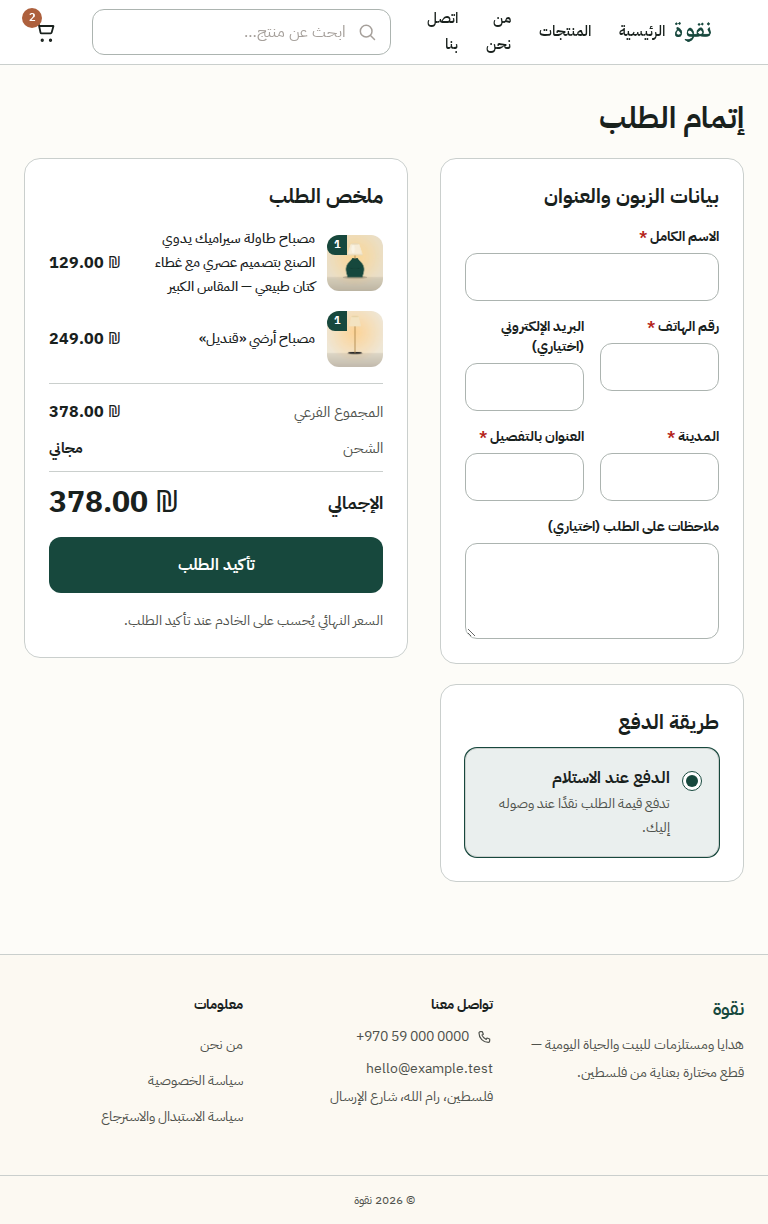 نقوة
الرئيسية
المنتجات
من
نحن
اتصل
بنا
ابحث عن منتج...
2
إتمام الطلب
بيانات الزبون والعنوان
الاسم الكامل *
رقم الهاتف *
البريد الإلكتروني
(اختياري)
المدينة *
العنوان بالتفصيل *
ملاحظات على الطلب (اختياري)
طريقة الدفع
الدفع عند الاستلام
تدفع قيمة الطلب نقدًا عند وصوله
إليك.
ملخص الطلب
1
مصباح طاولة سيراميك يدوي
الصنع بتصميم عصري مع غطاء
كتان طبيعي — المقاس الكبير
129.00 ₪
1
مصباح أرضي «قنديل»
249.00 ₪
المجموع الفرعي
378.00 ₪
الشحن
مجاني
الإجمالي
378.00 ₪
تأكيد الطلب
السعر النهائي يُحسب على الخادم عند تأكيد الطلب.
نقوة
هدايا ومستلزمات للبيت والحياة اليومية —
قطع مختارة بعناية من فلسطين.
تواصل معنا
+970 59 000 0000
hello@example.test
فلسطين، رام الله، شارع الإرسال
معلومات
من نحن
سياسة الخصوصية
سياسة الاستبدال والاسترجاع
© 2026 نقوة